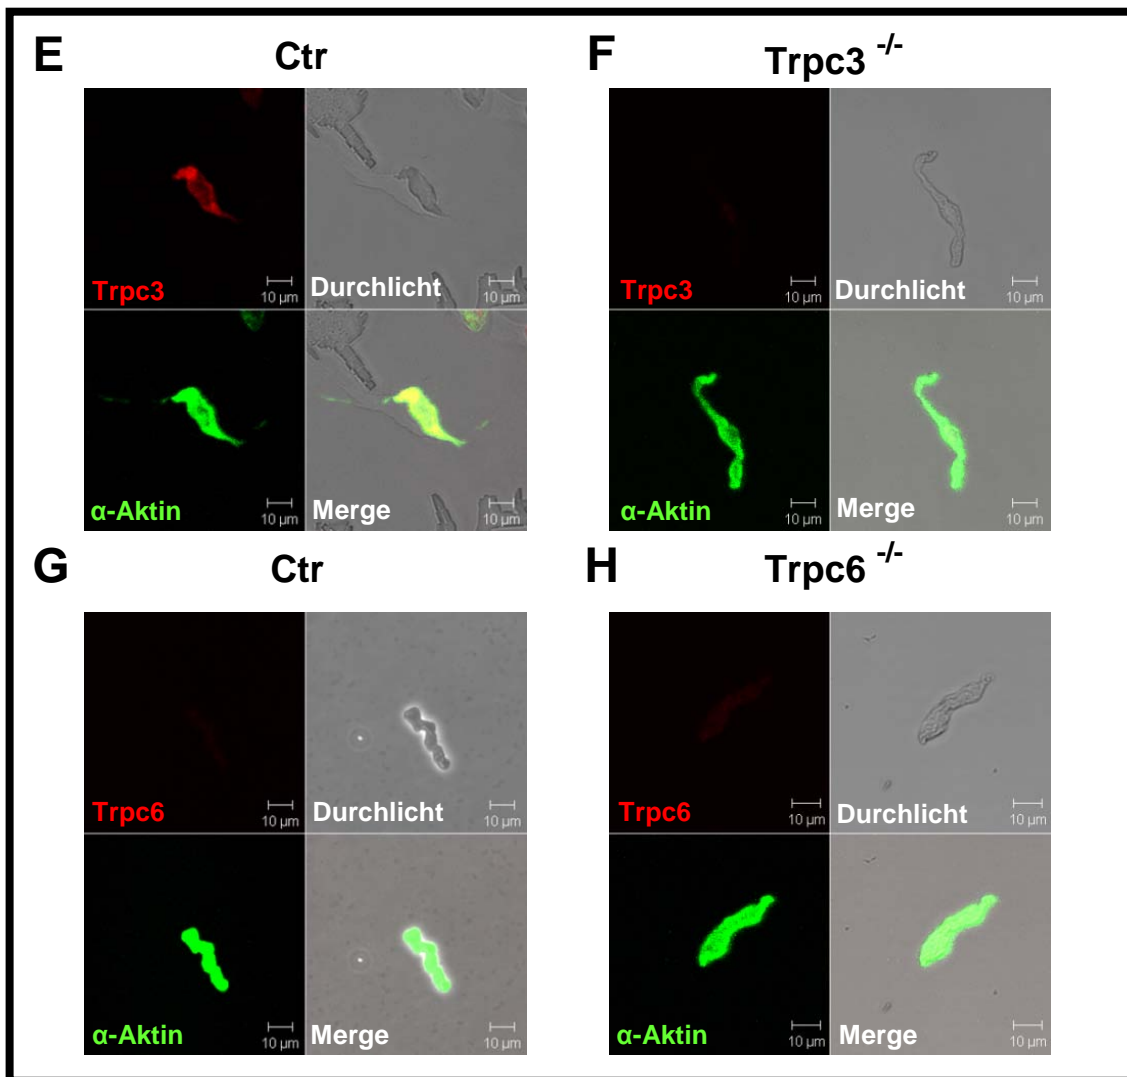 E Ctr F Trpc3 -/-
Trpc3 10 µm Durchlicht 10 µm Trpc3 10 µm Durchlicht 10 µm
α-Aktin 10 µm Merge 10 µm α-Aktin 10 µm Merge 10 µm
G Ctr H Trpc6 -/-
Trpc6 10 µm Durchlicht 10 µm Trpc6 10 µm Durchlicht 10 µm
α-Aktin 10 µm Merge 10 µm α-Aktin 10 µm Merge 10 µm